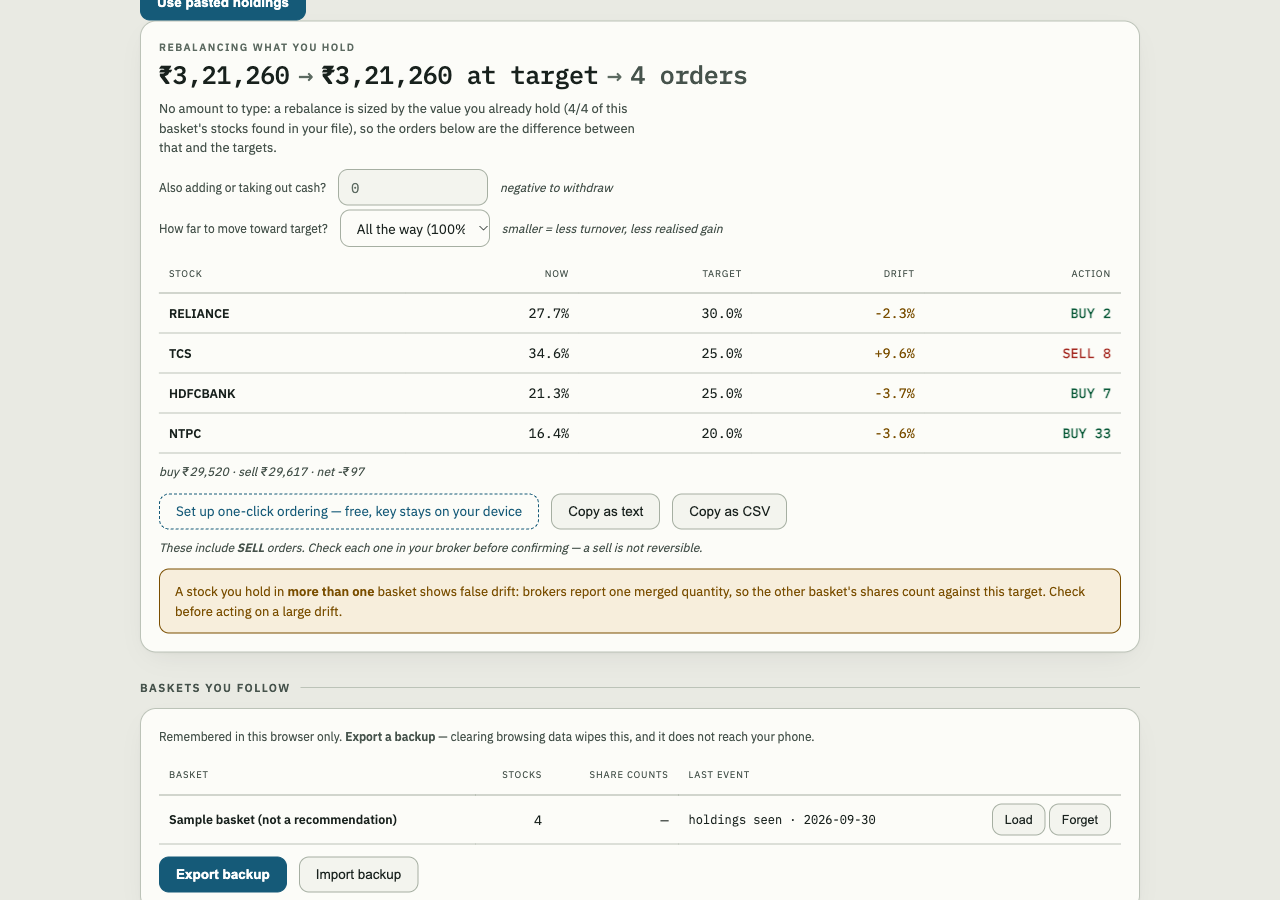 Use pasted holdings
REBALANCING WHAT YOU HOLD
₹3,21,260 → ₹3,21,260 at target → 4 orders
No amount to type: a rebalance is sized by the value you already hold (4/4 of this
basket's stocks found in your file), so the orders below are the difference between
that and the targets.
Also adding or taking out cash? 0 negative to withdraw
How far to move toward target? All the way (100% smaller = less turnover, less realised gain
STOCK NOW TARGET DRIFT ACTION
RELIANCE 27.7% 30.0% -2.3% BUY 2
TCS 34.6% 25.0% +9.6% SELL 8
HDFCBANK 21.3% 25.0% -3.7% BUY 7
NTPC 16.4% 20.0% -3.6% BUY 33
buy ₹29,520 · sell ₹29,617 · net -₹97
Set up one-click ordering — free, key stays on your device Copy as text Copy as CSV
These include SELL orders. Check each one in your broker before confirming — a sell is not reversible.
A stock you hold in more than one basket shows false drift: brokers report one merged quantity, so the other basket's shares count against this target. Check
before acting on a large drift.
BASKETS YOU FOLLOW
Remembered in this browser only. Export a backup — clearing browsing data wipes this, and it does not reach your phone.
BASKET STOCKS SHARE COUNTS LAST EVENT
Sample basket (not a recommendation) 4 — holdings seen · 2026-09-30 Load Forget
Export backup Import backup